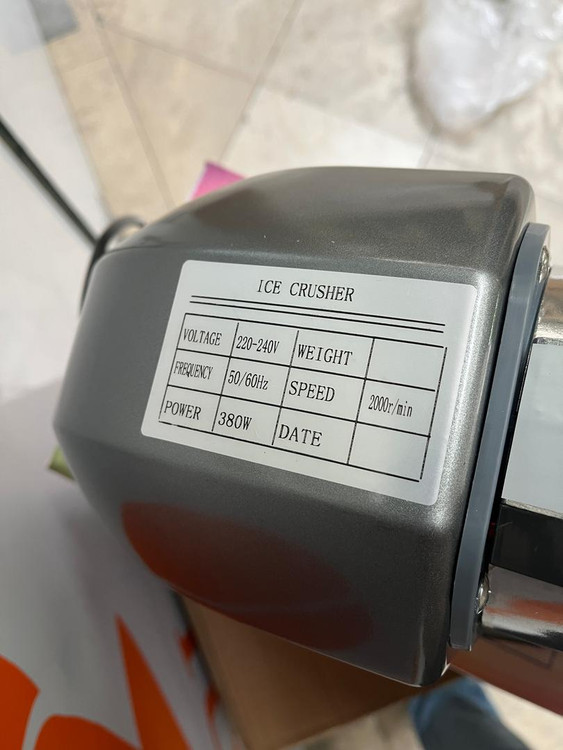 ICE CRUSHER
VOLTAGE 220-240V WEIGHT
FREQUENCY 50/60Hz SPEED 2000r/min
POWER 380W DATE